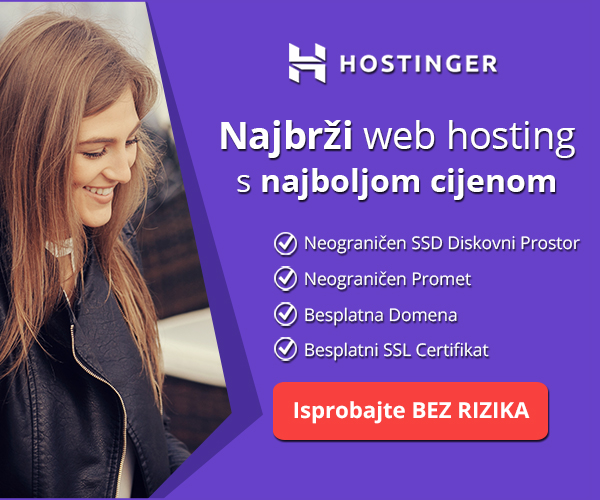 HOSTINGER
Najbrži web hosting
s najboljom cijenom
Neograničen SSD Diskovni Prostor
Neograničen Promet
Besplatna Domena
Besplatni SSL Certifikat
Isprobajte BEZ RIZIKA